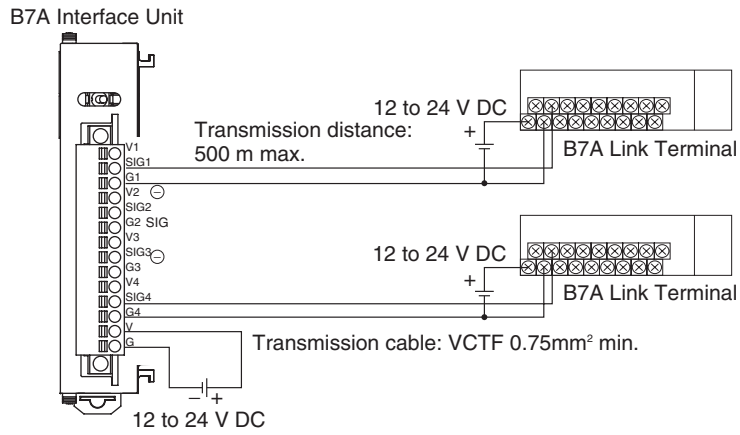 B7A Interface Unit
12 to 24 V DC
Transmission distance:
500 m max.
+
B7A Link Terminal
V1
SIG1
G1
V2 ⊖
SIG2
G2 SIG
V3
SIG3 ⊖
G3
V4
SIG4
G4
V
G
12 to 24 V DC
+
B7A Link Terminal
Transmission cable: VCTF 0.75mm² min.
– +
12 to 24 V DC